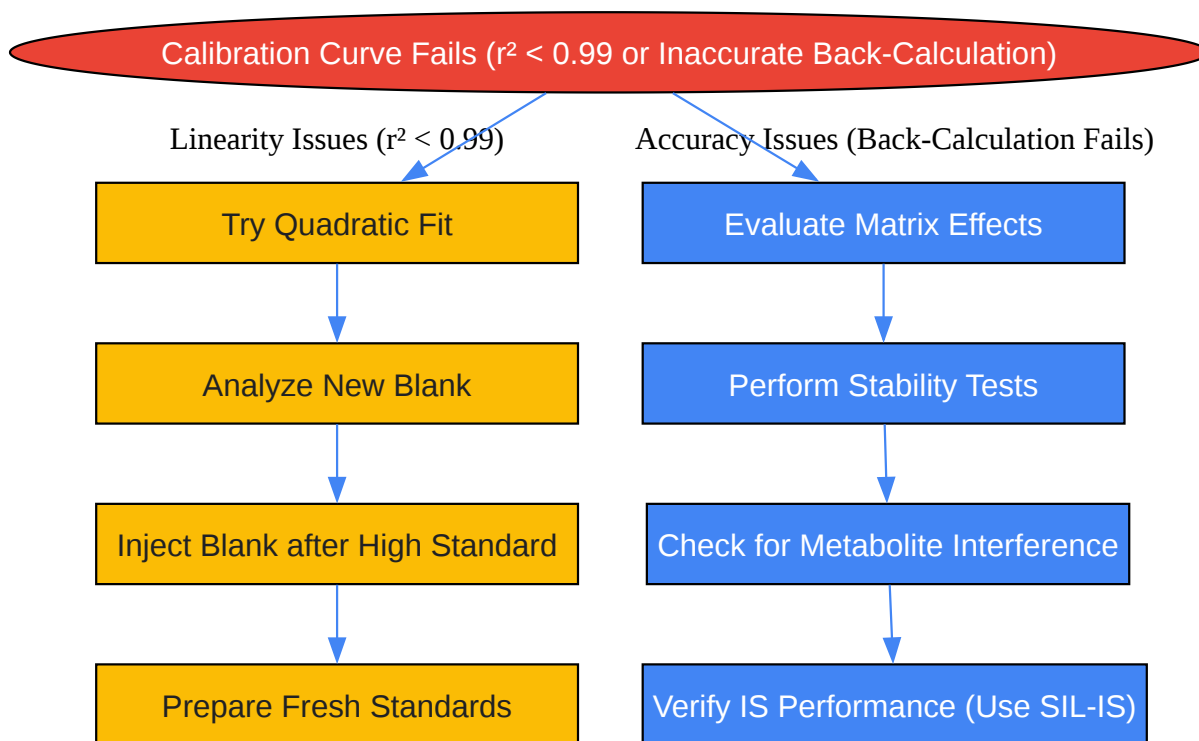 Calibration Curve Fails (r² < 0.99 or Inaccurate Back-Calculation)
Linearity Issues (r² < 0.99)
Accuracy Issues (Back-Calculation Fails)
Try Quadratic Fit
Evaluate Matrix Effects
Analyze New Blank
Perform Stability Tests
Inject Blank after High Standard
Check for Metabolite Interference
Prepare Fresh Standards
Verify IS Performance (Use SIL-IS)